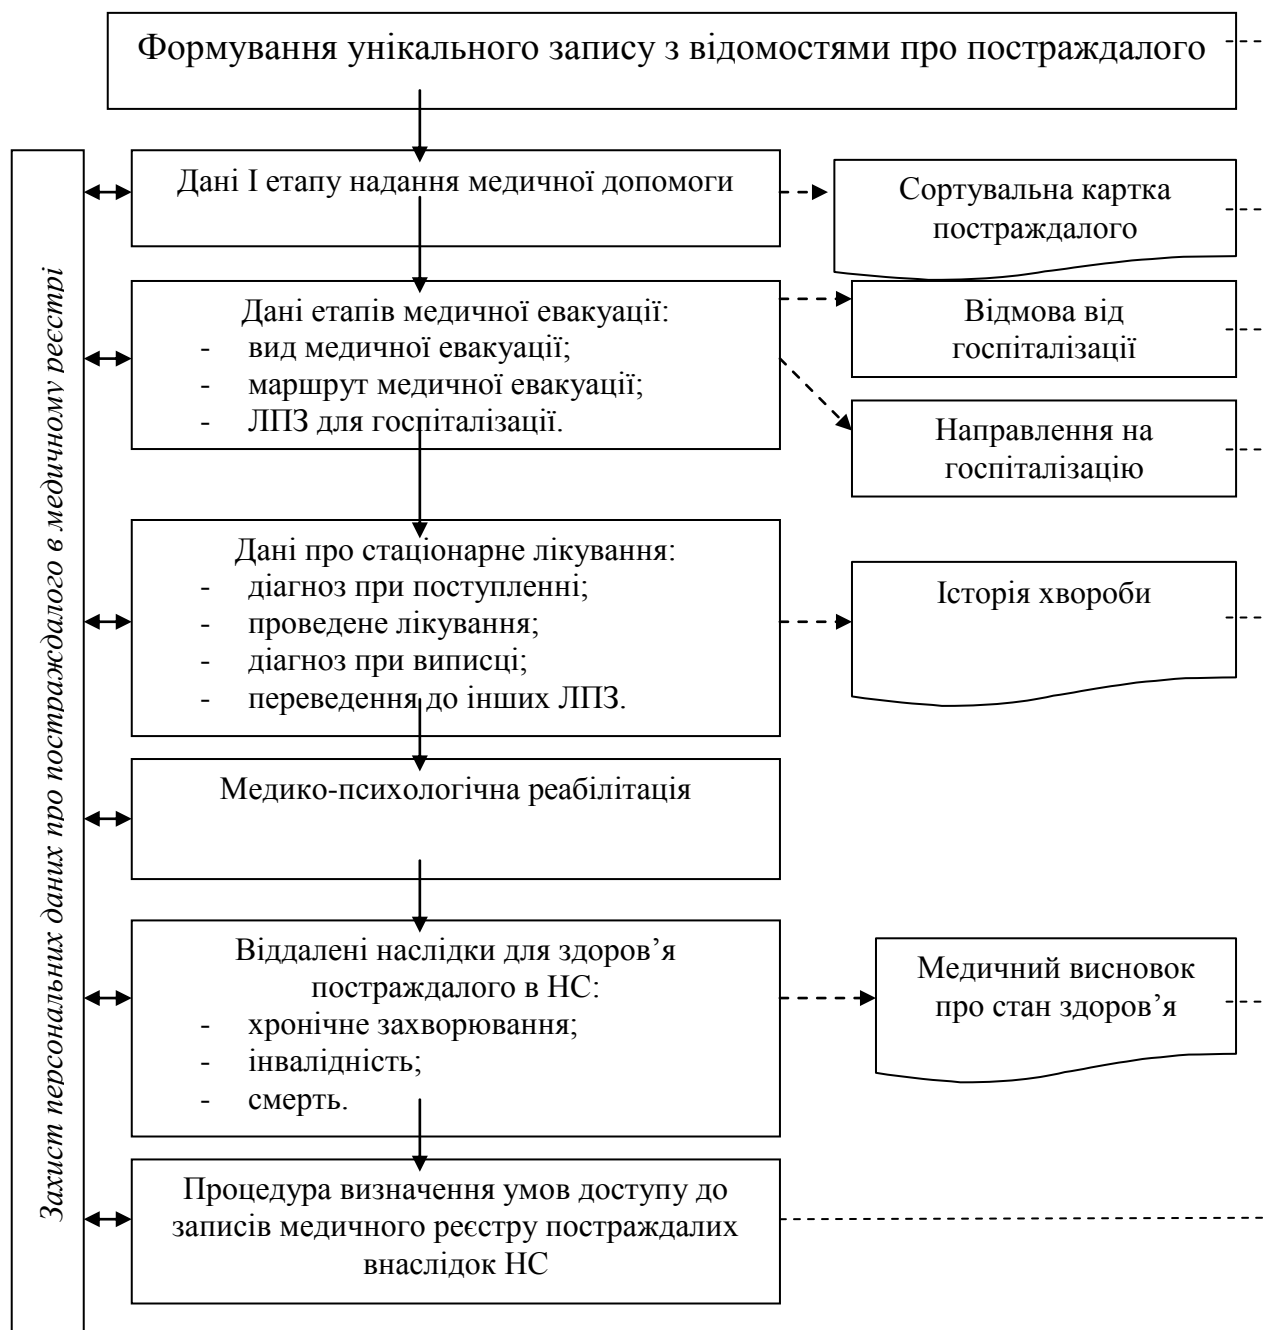 Формування унікального запису з відомостями про постраждалого
Захист персональних даних про постраждалого в медичному реєстрі
Дані І етапу надання медичної допомоги
Сортувальна картка
постраждалого
Дані етапів медичної евакуації:
- вид медичної евакуації;
- маршрут медичної евакуації;
- ЛПЗ для госпіталізації.
Відмова від
госпіталізації
Направлення на
госпіталізацію
Дані про стаціонарне лікування:
- діагноз при поступленні;
- проведене лікування;
- діагноз при виписці;
- переведення до інших ЛПЗ.
Історія хвороби
Медико-психологічна реабілітація
Віддалені наслідки для здоров’я
постраждалого в НС:
- хронічне захворювання;
- інвалідність;
- смерть.
Медичний висновок
про стан здоров’я
Процедура визначення умов доступу до
записів медичного реєстру постраждалих
внаслідок НС